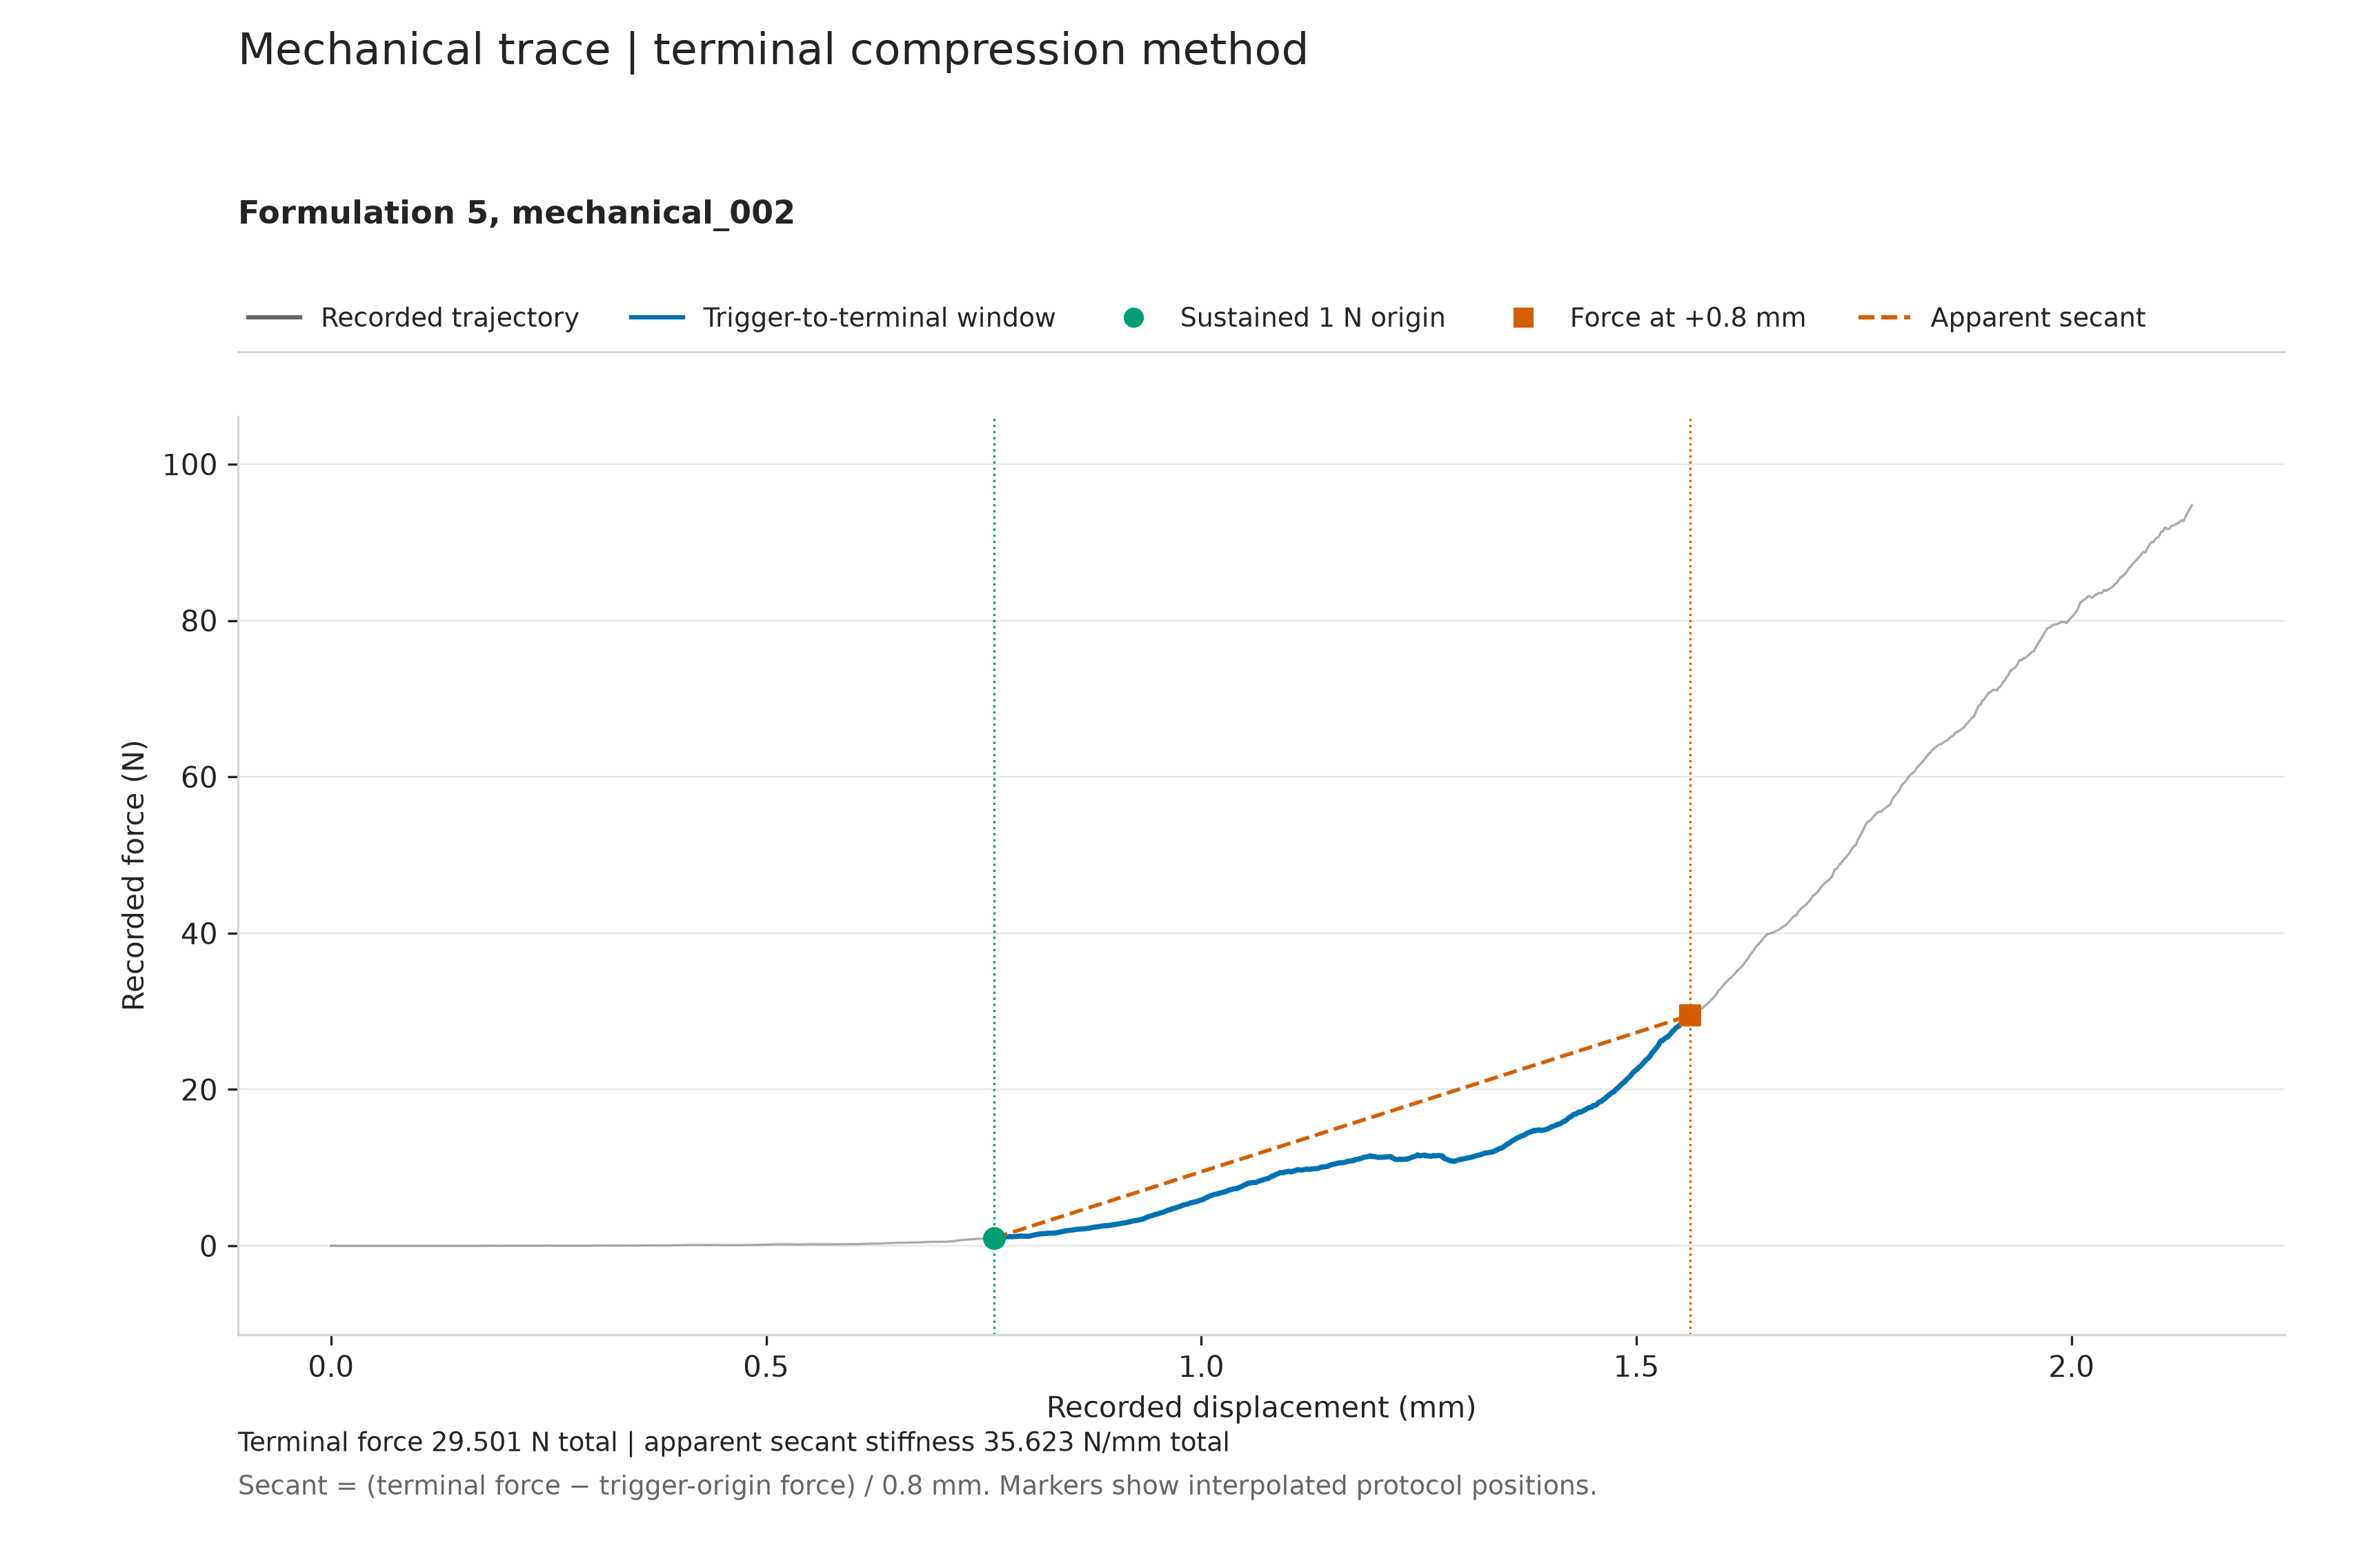 Mechanical trace | terminal compression method
Formulation 5, mechanical_002
Recorded trajectory
Trigger-to-terminal window
Sustained 1 N origin
Force at +0.8 mm
Apparent secant
100
80
60
40
20
0
Recorded force (N)
0.0
0.5
1.0
1.5
2.0
Recorded displacement (mm)
Terminal force 29.501 N total | apparent secant stiffness 35.623 N/mm total
Secant = (terminal force − trigger-origin force) / 0.8 mm. Markers show interpolated protocol positions.